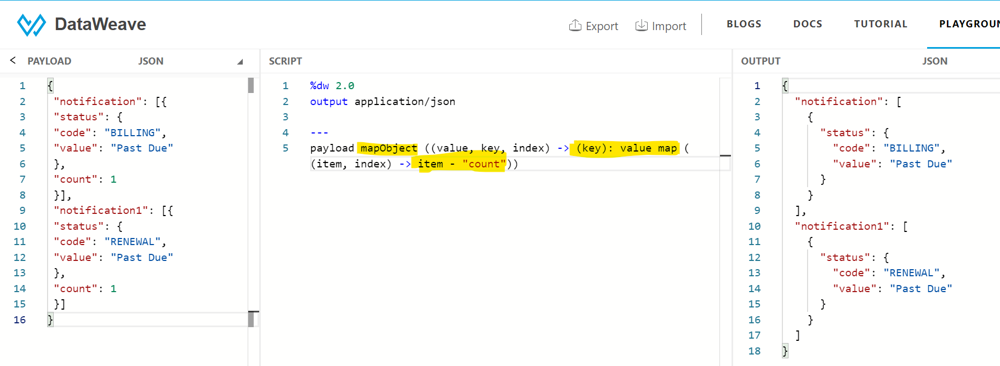 DataWeave
Export Import BLOGS DOCS TUTORIAL PLAYGROUN
< PAYLOAD JSON
1 {
2 "notification": [{
3 "status": {
4 "code": "BILLING",
5 "value": "Past Due"
6 },
7 "count": 1
8 }],
9 "notification1": [{
10 "status": {
11 "code": "RENEWAL",
12 "value": "Past Due"
13 },
14 "count": 1
15 }]
16 }
SCRIPT
1 %dw 2.0
2 output application/json
3
4 ---
5 payload mapObject ((value, key, index) -> (key): value map (
(item, index) -> item - "count"))
OUTPUT JSON
1 {
2 "notification": [
3 {
4 "status": {
5 "code": "BILLING",
6 "value": "Past Due"
7 }
8 }
9 ],
10 "notification1": [
11 {
12 "status": {
13 "code": "RENEWAL",
14 "value": "Past Due"
15 }
16 }
17 ]
18 }